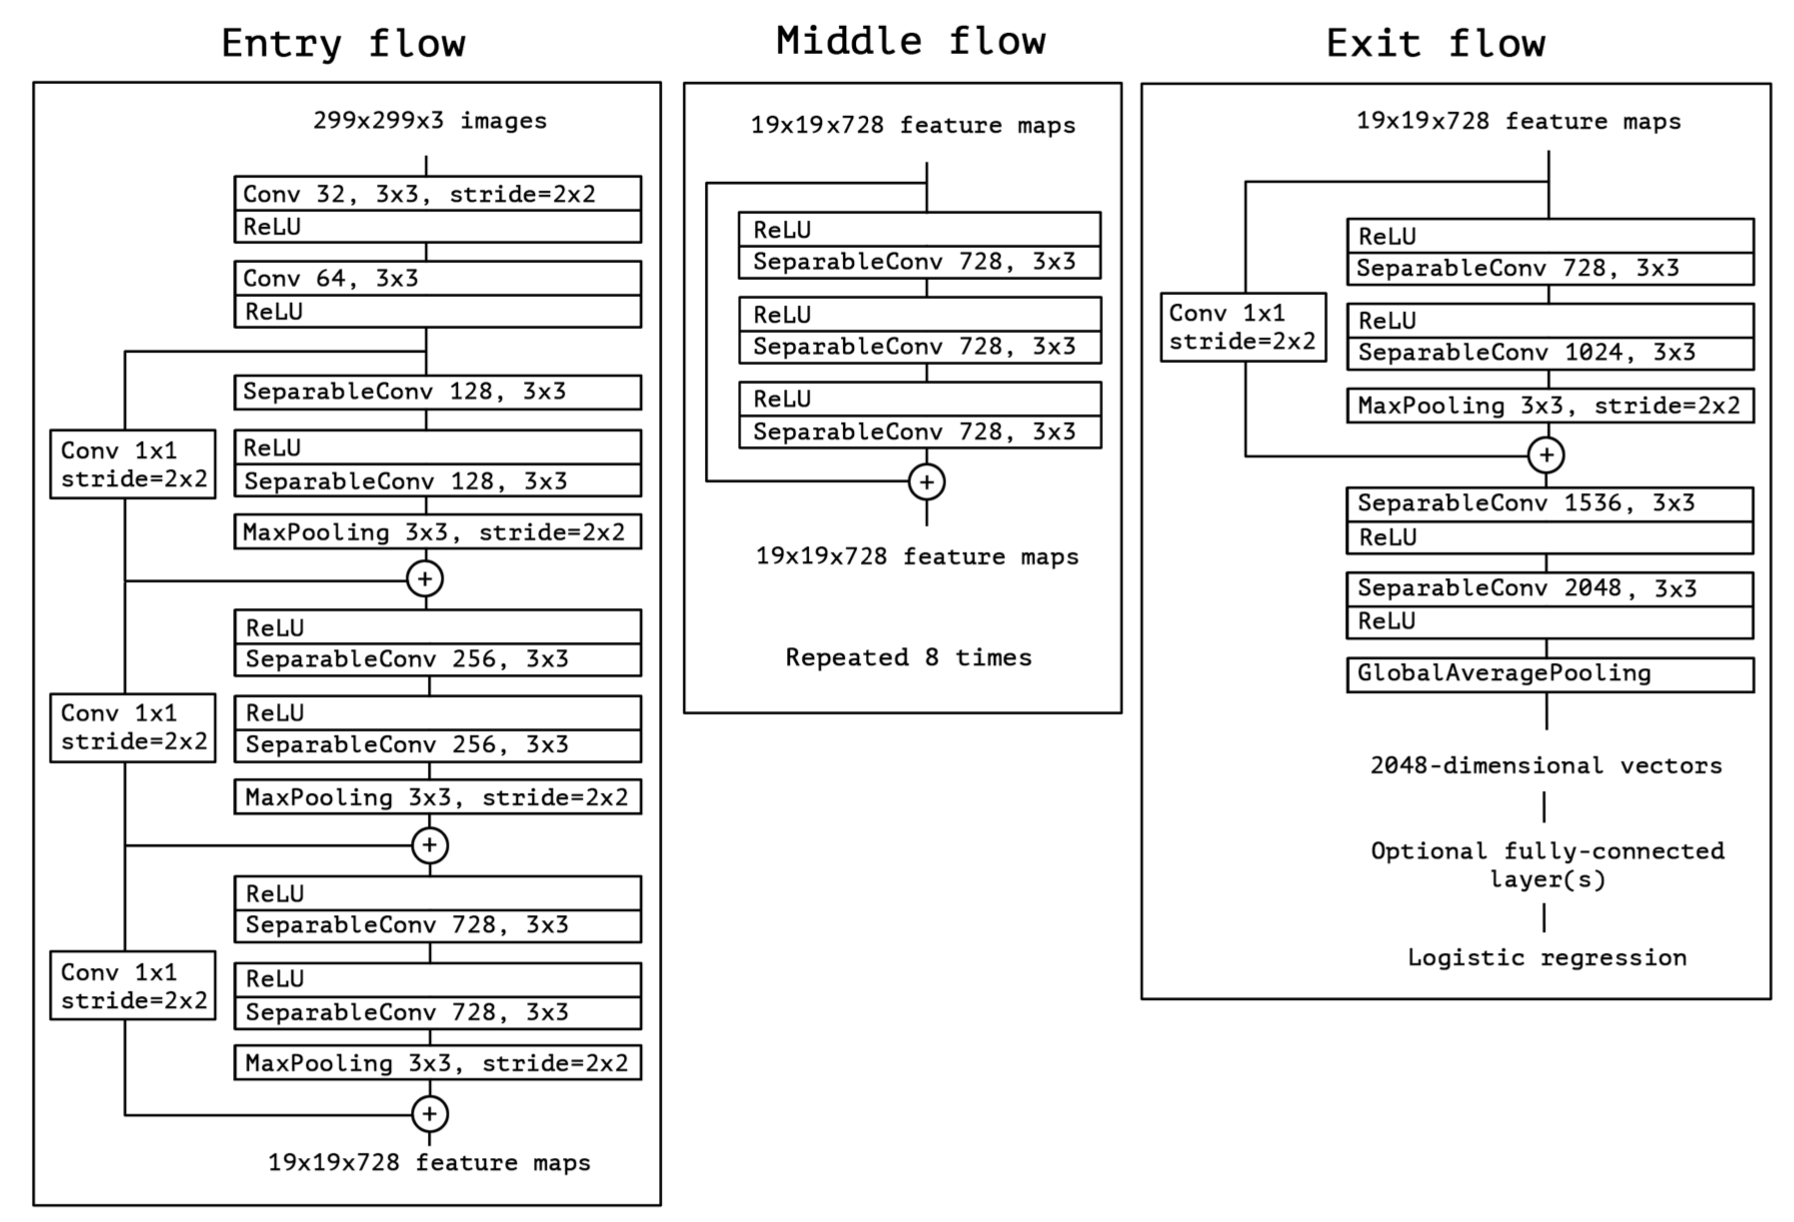 Entry flow
299x299x3 images
Conv 32, 3x3, stride=2x2
ReLU
Conv 64, 3x3
ReLU
SeparableConv 128, 3x3
Conv 1x1
stride=2x2
ReLU
SeparableConv 128, 3x3
MaxPooling 3x3, stride=2x2
+
ReLU
SeparableConv 256, 3x3
Conv 1x1
stride=2x2
ReLU
SeparableConv 256, 3x3
MaxPooling 3x3, stride=2x2
+
ReLU
SeparableConv 728, 3x3
Conv 1x1
stride=2x2
ReLU
SeparableConv 728, 3x3
MaxPooling 3x3, stride=2x2
+
19x19x728 feature maps
Middle flow
19x19x728 feature maps
ReLU
SeparableConv 728, 3x3
ReLU
SeparableConv 728, 3x3
ReLU
SeparableConv 728, 3x3
+
19x19x728 feature maps
Repeated 8 times
Exit flow
19x19x728 feature maps
ReLU
SeparableConv 728, 3x3
Conv 1x1
stride=2x2
ReLU
SeparableConv 1024, 3x3
MaxPooling 3x3, stride=2x2
+
SeparableConv 1536, 3x3
ReLU
SeparableConv 2048, 3x3
ReLU
GlobalAveragePooling
2048-dimensional vectors
Optional fully-connected
layer(s)
Logistic regression